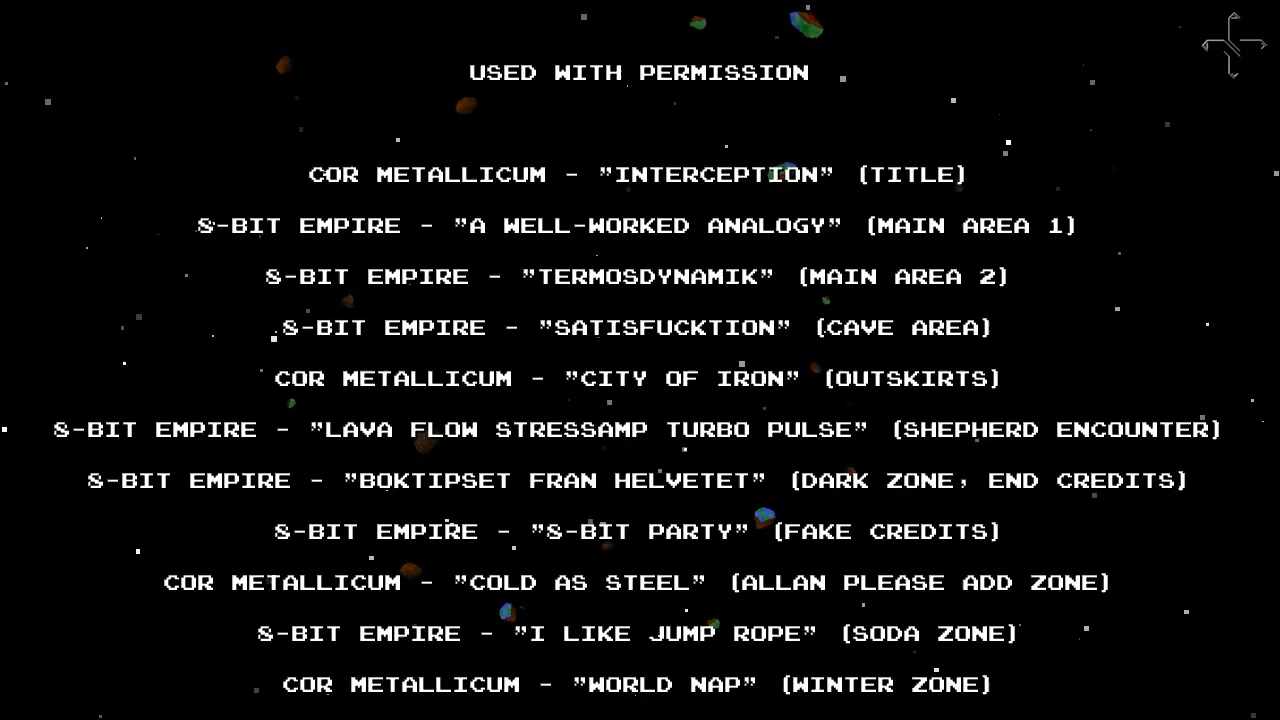 USED WITH PERMISSION
COR METALLICUM - "INTERCEPTION" (TITLE)
8-BIT EMPIRE - "A WELL-WORKED ANALOGY" (MAIN AREA 1)
8-BIT EMPIRE - "TERMOSDYNAMIK" (MAIN AREA 2)
8-BIT EMPIRE - "SATISFUCKTION" (CAVE AREA)
COR METALLICUM - "CITY OF IRON" (OUTSKIRTS)
8-BIT EMPIRE - "LAVA FLOW STRESSAMP TURBO PULSE" (SHEPHERD ENCOUNTER)
8-BIT EMPIRE - "BOKTIPSET FRAN HELVETET" (DARK ZONE, END CREDITS)
8-BIT EMPIRE - "8-BIT PARTY" (FAKE CREDITS)
COR METALLICUM - "COLD AS STEEL" (ALLAN PLEASE ADD ZONE)
8-BIT EMPIRE - "I LIKE JUMP ROPE" (SODA ZONE)
COR METALLICUM - "WORLD NAP" (WINTER ZONE)